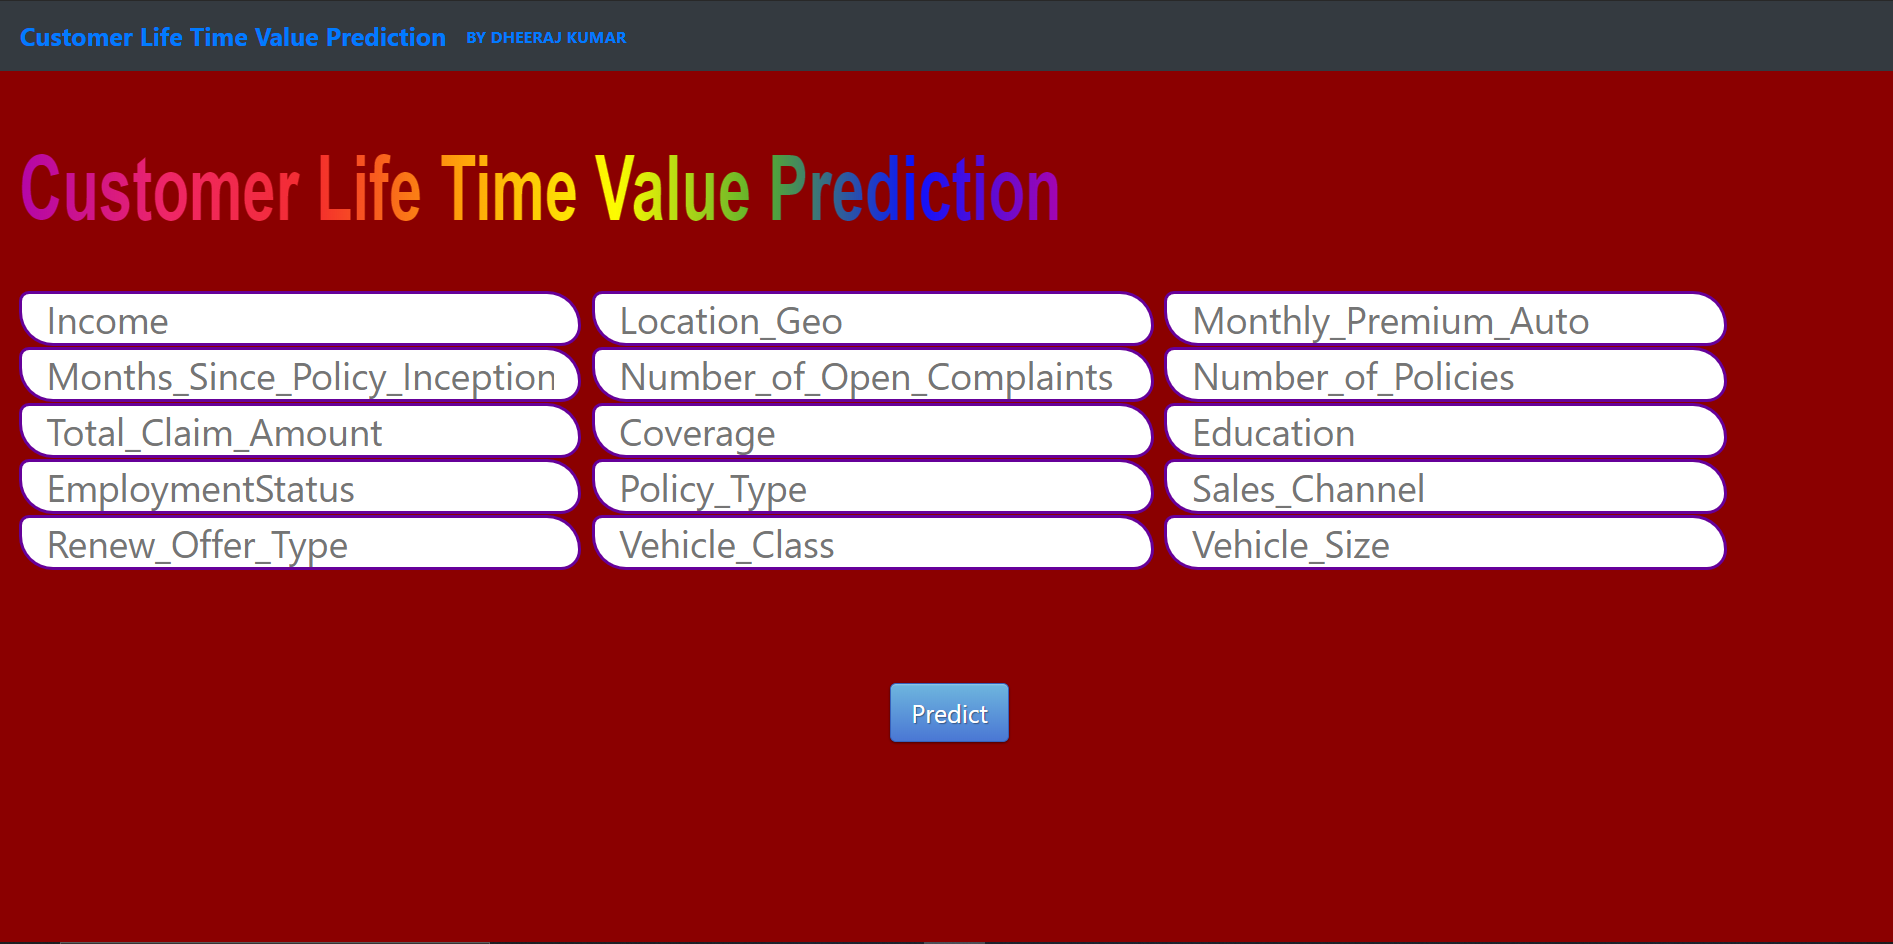 Customer Life Time Value Prediction BY DHEERAJ KUMAR
Customer Life Time Value Prediction
Income Location_Geo Monthly_Premium_Auto
Months_Since_Policy_Inception Number_of_Open_Complaints Number_of_Policies
Total_Claim_Amount Coverage Education
EmploymentStatus Policy_Type Sales_Channel
Renew_Offer_Type Vehicle_Class Vehicle_Size
Predict